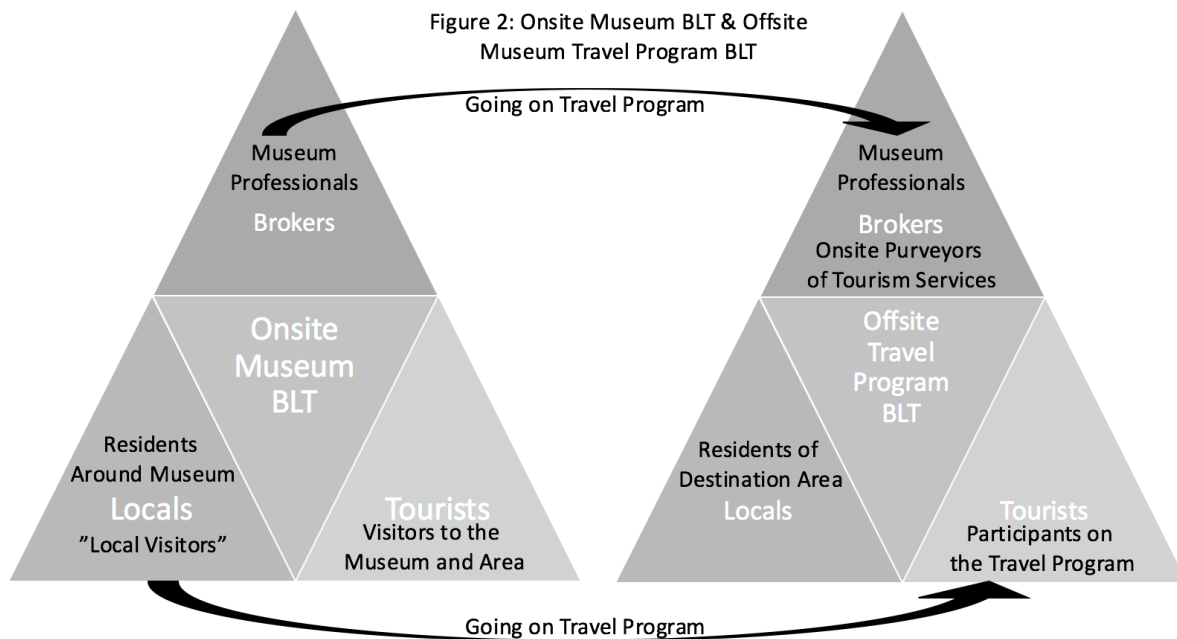 Figure 2: Onsite Museum BLT & Offsite
Museum Travel Program BLT
Going on Travel Program
Museum
Professionals
Brokers
Onsite
Museum
BLT
Residents
Around Museum
Locals
”Local Visitors”
Tourists
Visitors to the
Museum and Area
Museum
Professionals
Brokers
Onsite Purveyors
of Tourism Services
Offsite
Travel
Program
BLT
Residents of
Destination Area
Locals
Tourists
Participants on
the Travel Program
Going on Travel Program